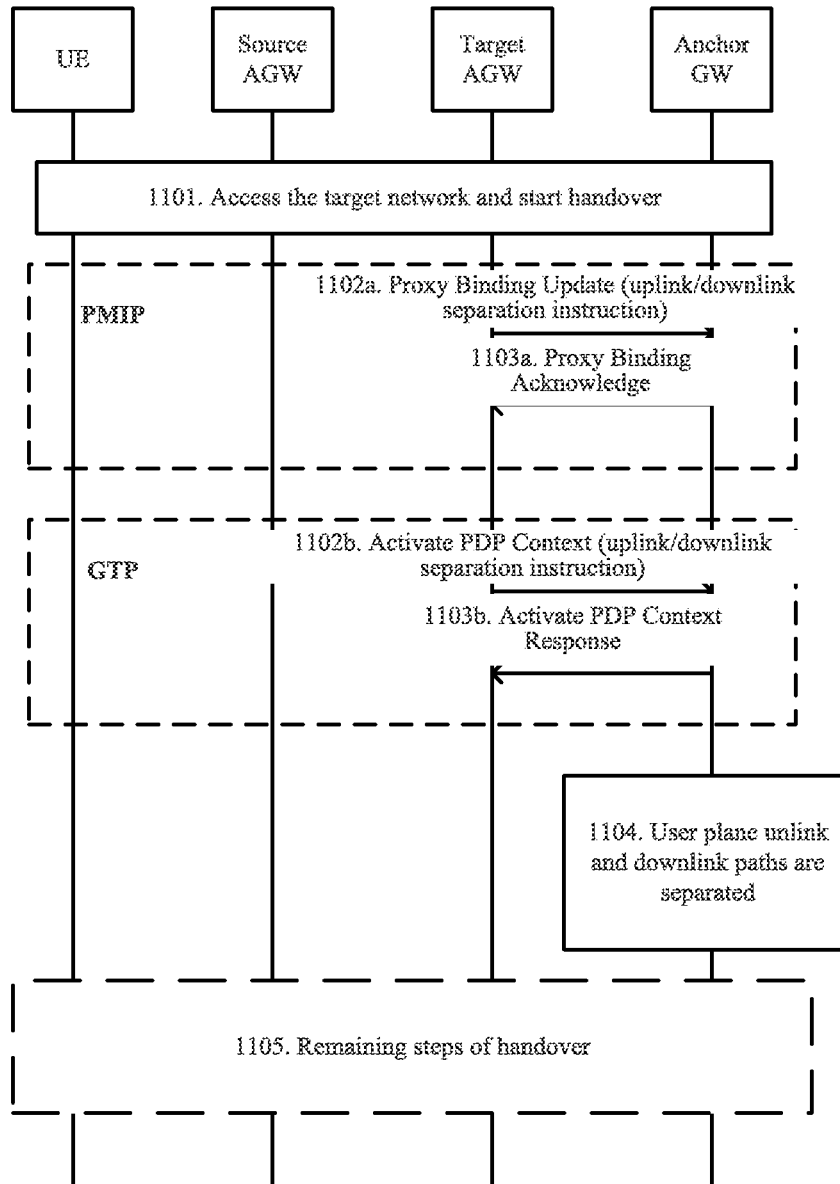 UE
Source
AGW
Target
AGW
Anchor
GW
1101. Access the target network and start handover
PMIP
1102a. Proxy Binding Update (uplink/downlink
separation instruction)
1103a. Proxy Binding
Acknowledge
GTP
1102b. Activate PDP Context (uplink/downlink
separation instruction)
1103b. Activate PDP Context
Response
1104. User plane unlink
and downlink paths are
separated
1105. Remaining steps of handover